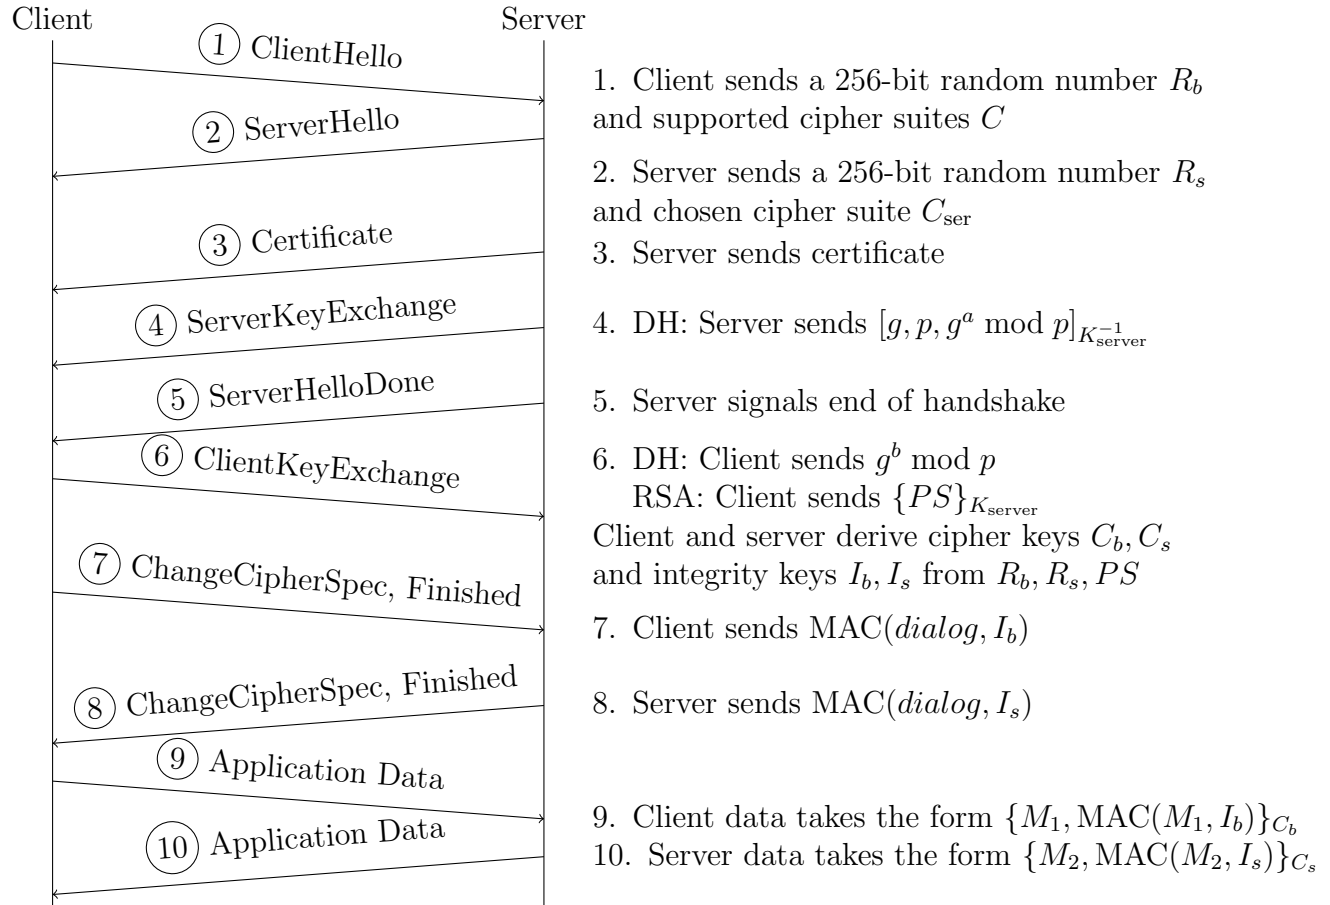 Client
Server
1 ClientHello
2 ServerHello
3 Certificate
4 ServerKeyExchange
5 ServerHelloDone
6 ClientKeyExchange
7 ChangeCipherSpec, Finished
8 ChangeCipherSpec, Finished
9 Application Data
10 Application Data
1. Client sends a 256-bit random number R_b
and supported cipher suites C
2. Server sends a 256-bit random number R_s
and chosen cipher suite C_ser
3. Server sends certificate
4. DH: Server sends [g, p, g^a mod p]_{K_server^{-1}}
5. Server signals end of handshake
6. DH: Client sends g^b mod p
RSA: Client sends {PS}_{K_server}
Client and server derive cipher keys C_b, C_s
and integrity keys I_b, I_s from R_b, R_s, PS
7. Client sends MAC(dialog, I_b)
8. Server sends MAC(dialog, I_s)
9. Client data takes the form {M_1, MAC(M_1, I_b)}_{C_b}
10. Server data takes the form {M_2, MAC(M_2, I_s)}_{C_s}